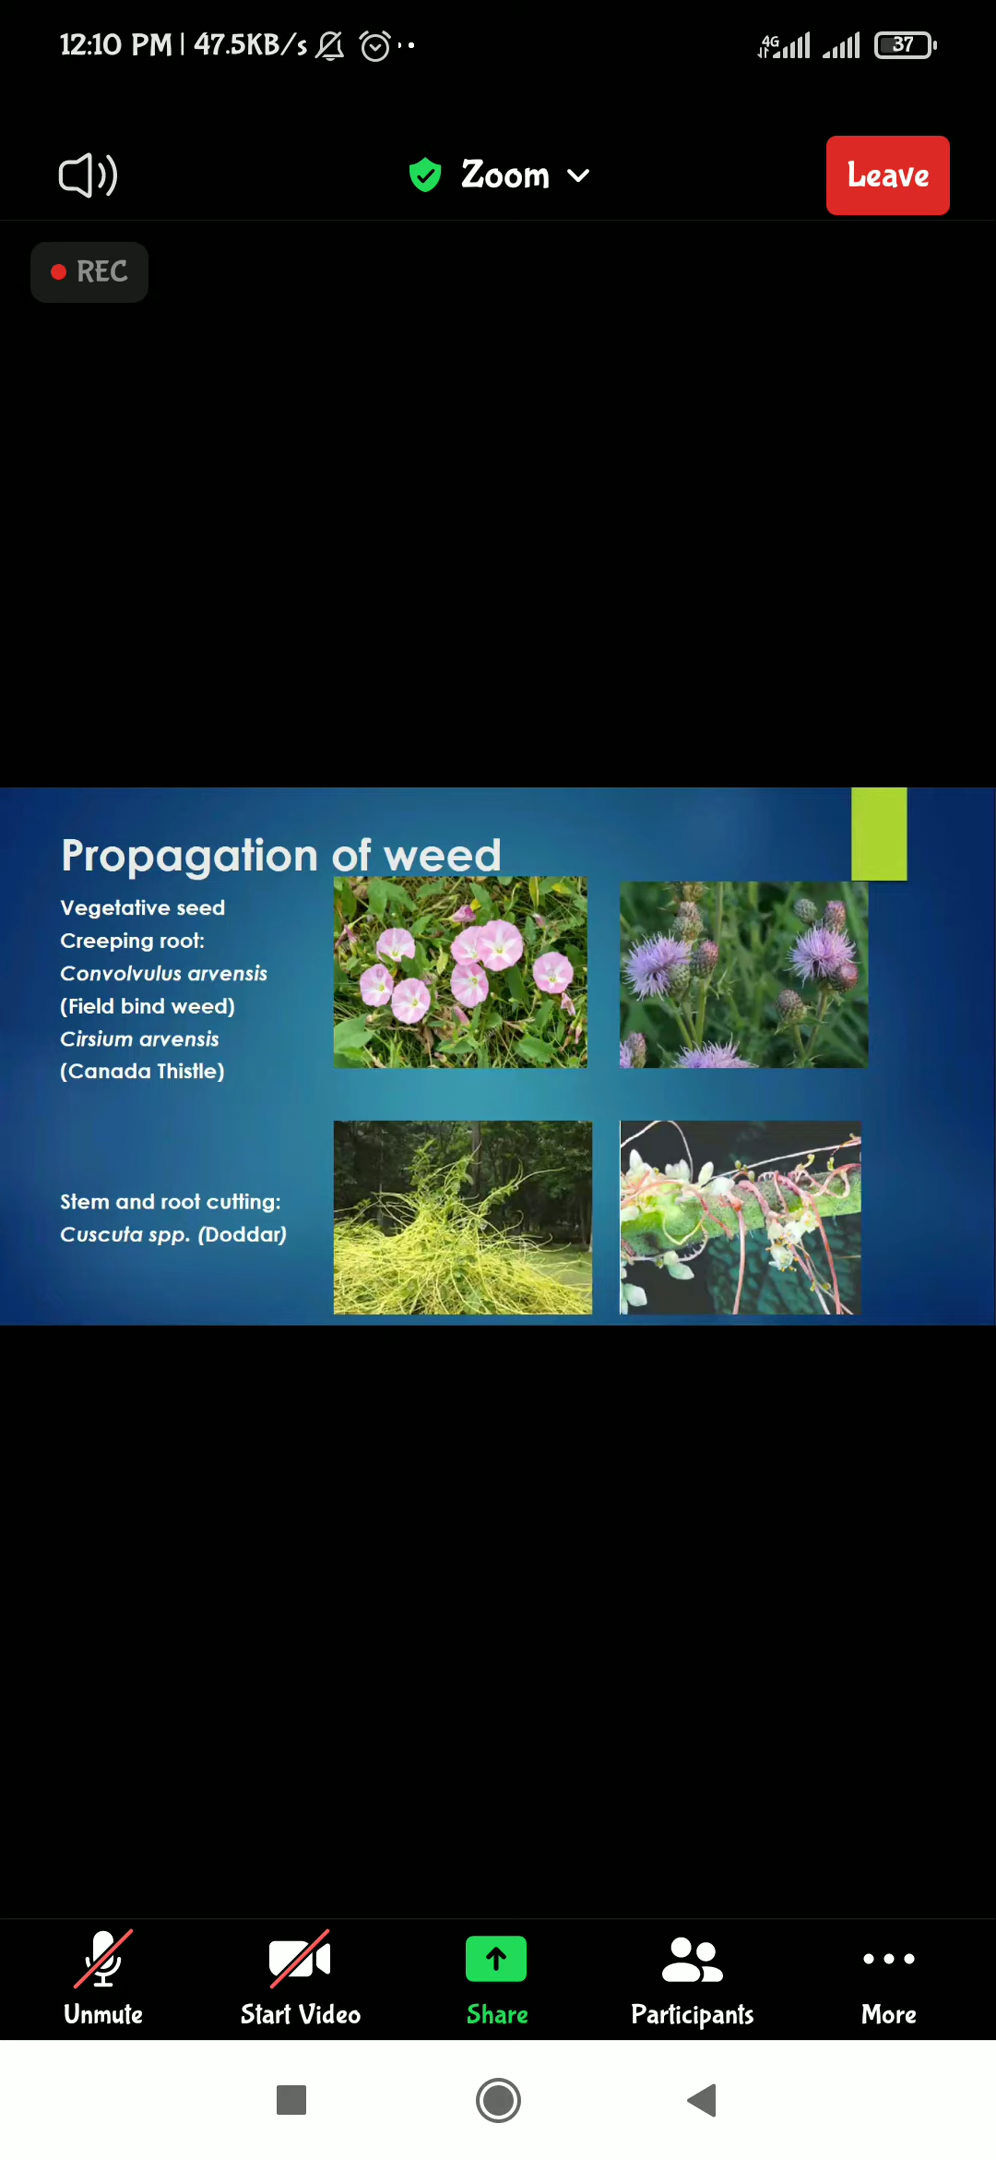 12:10 PM | 47.5KB/s
4G
37
Zoom
Leave
REC
Propagation of weed
Vegetative seed
Creeping root:
Convolvulus arvensis
(Field bind weed)
Cirsium arvensis
(Canada Thistle)
Stem and root cutting:
Cuscuta spp. (Doddar)
Unmute
Start Video
Share
Participants
More